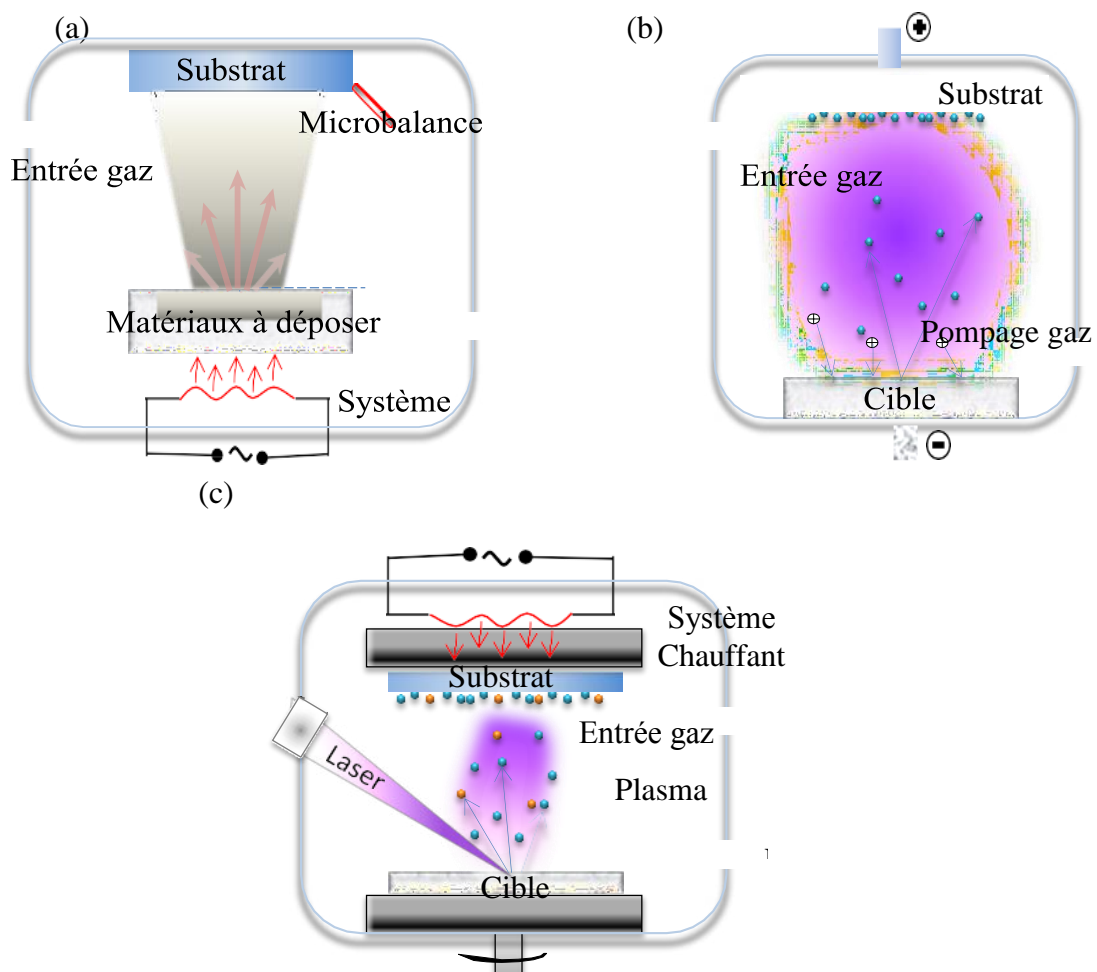 (a)
Substrat
Microbalance
Entrée gaz
Matériaux à déposer
Système
(b)
Substrat
Entrée gaz
Pompage gaz
Cible
(c)
Système
Chauffant
Substrat
Entrée gaz
Laser
Plasma
Cible